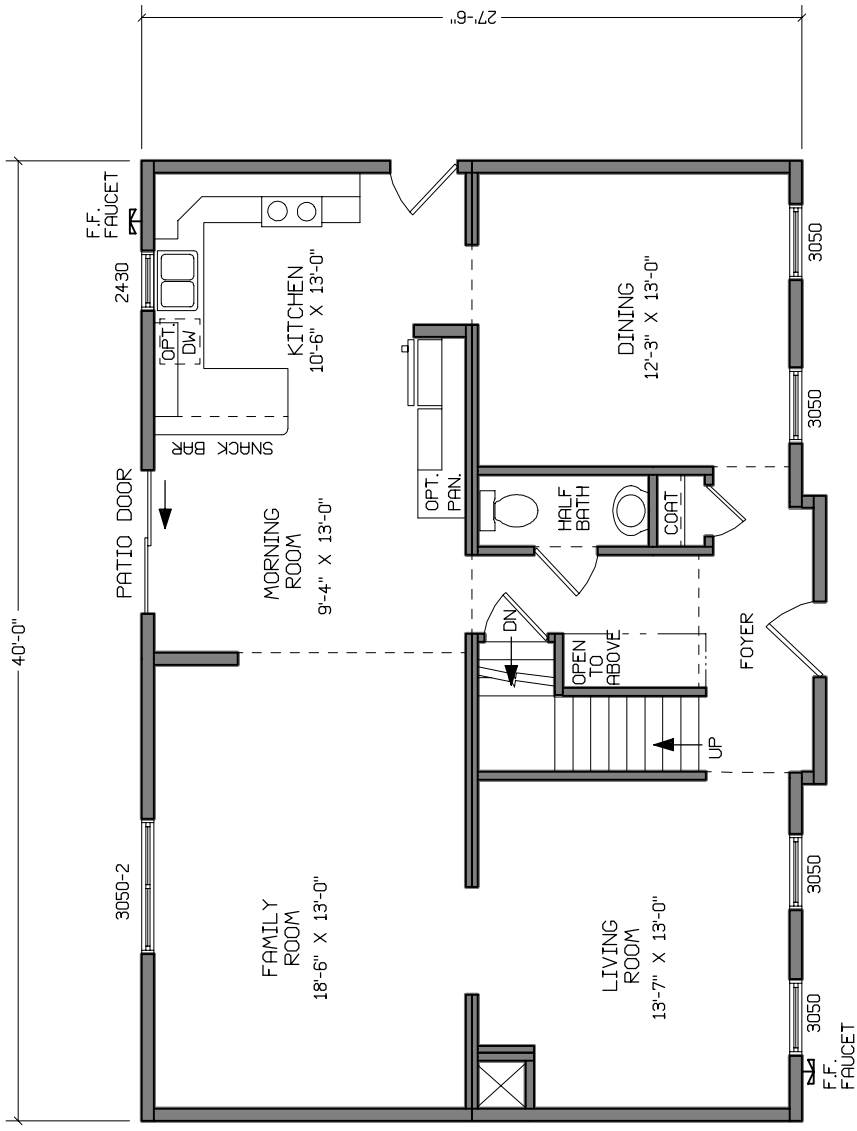 27'-6"
40'-0"
F.F.
FAUCET
2430
OPT.
DW
KITCHEN
10'-6" X 13'-0"
SNACK BAR
PATIO DOOR
MORNING
ROOM
9'-4" X 13'-0"
OPT.
PAN.
DINING
12'-3" X 13'-0"
3050
3050
HALF
BATH
COAT
DN
OPEN
TO
ABOVE
FOYER
UP
3050-2
FAMILY
ROOM
18'-6" X 13'-0"
LIVING
ROOM
13'-7" X 13'-0"
3050
3050
F.F.
FAUCET